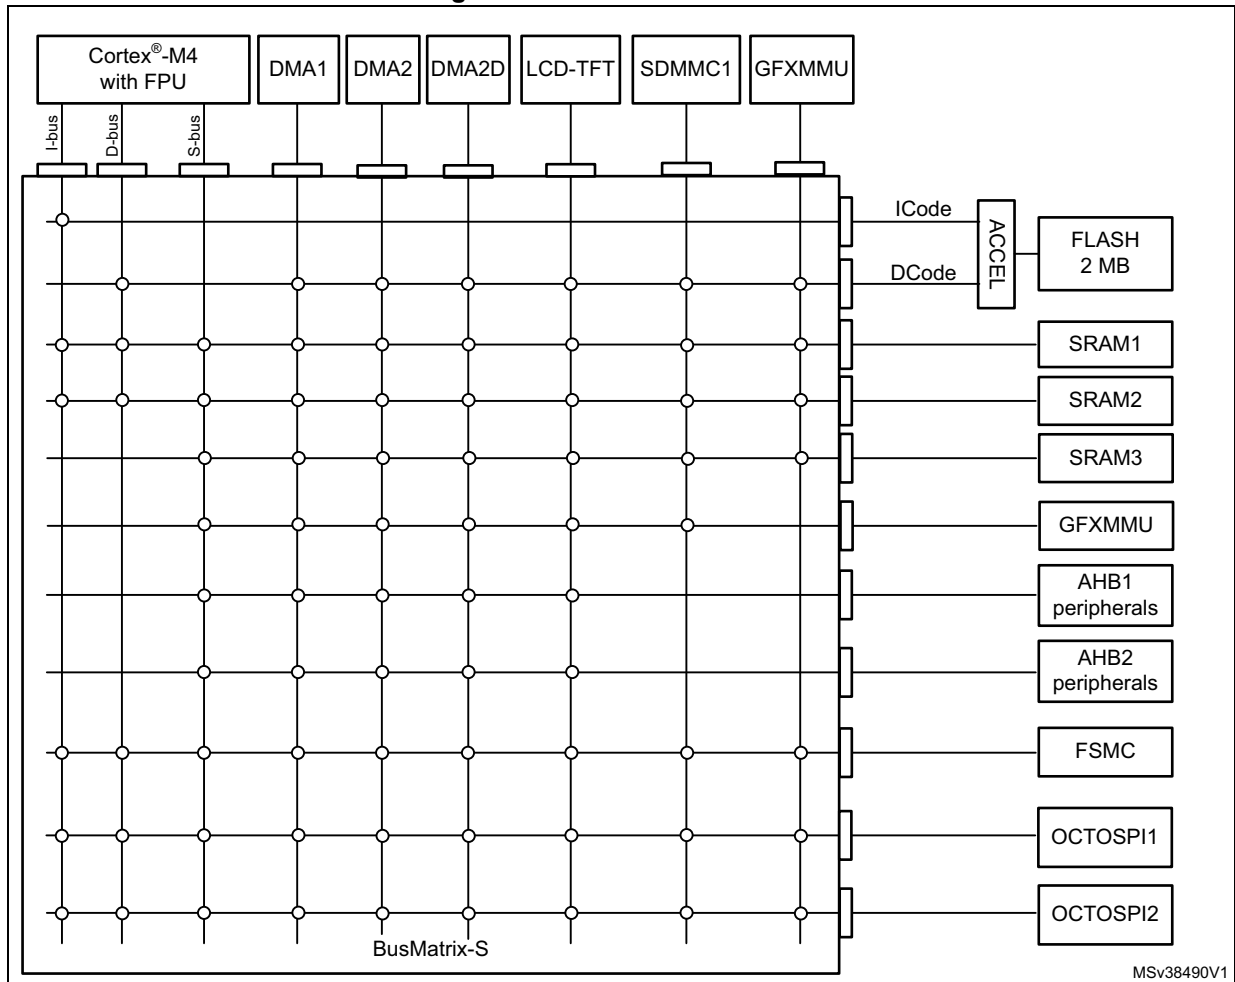 Cortex®-M4
with FPU
DMA1
DMA2
DMA2D
LCD-TFT
SDMMC1
GFXMMU
I-bus
D-bus
S-bus
ICode
DCode
ACCEL
FLASH
2 MB
SRAM1
SRAM2
SRAM3
GFXMMU
AHB1
peripherals
AHB2
peripherals
FSMC
OCTOSPI1
OCTOSPI2
BusMatrix-S
MSv38490V1